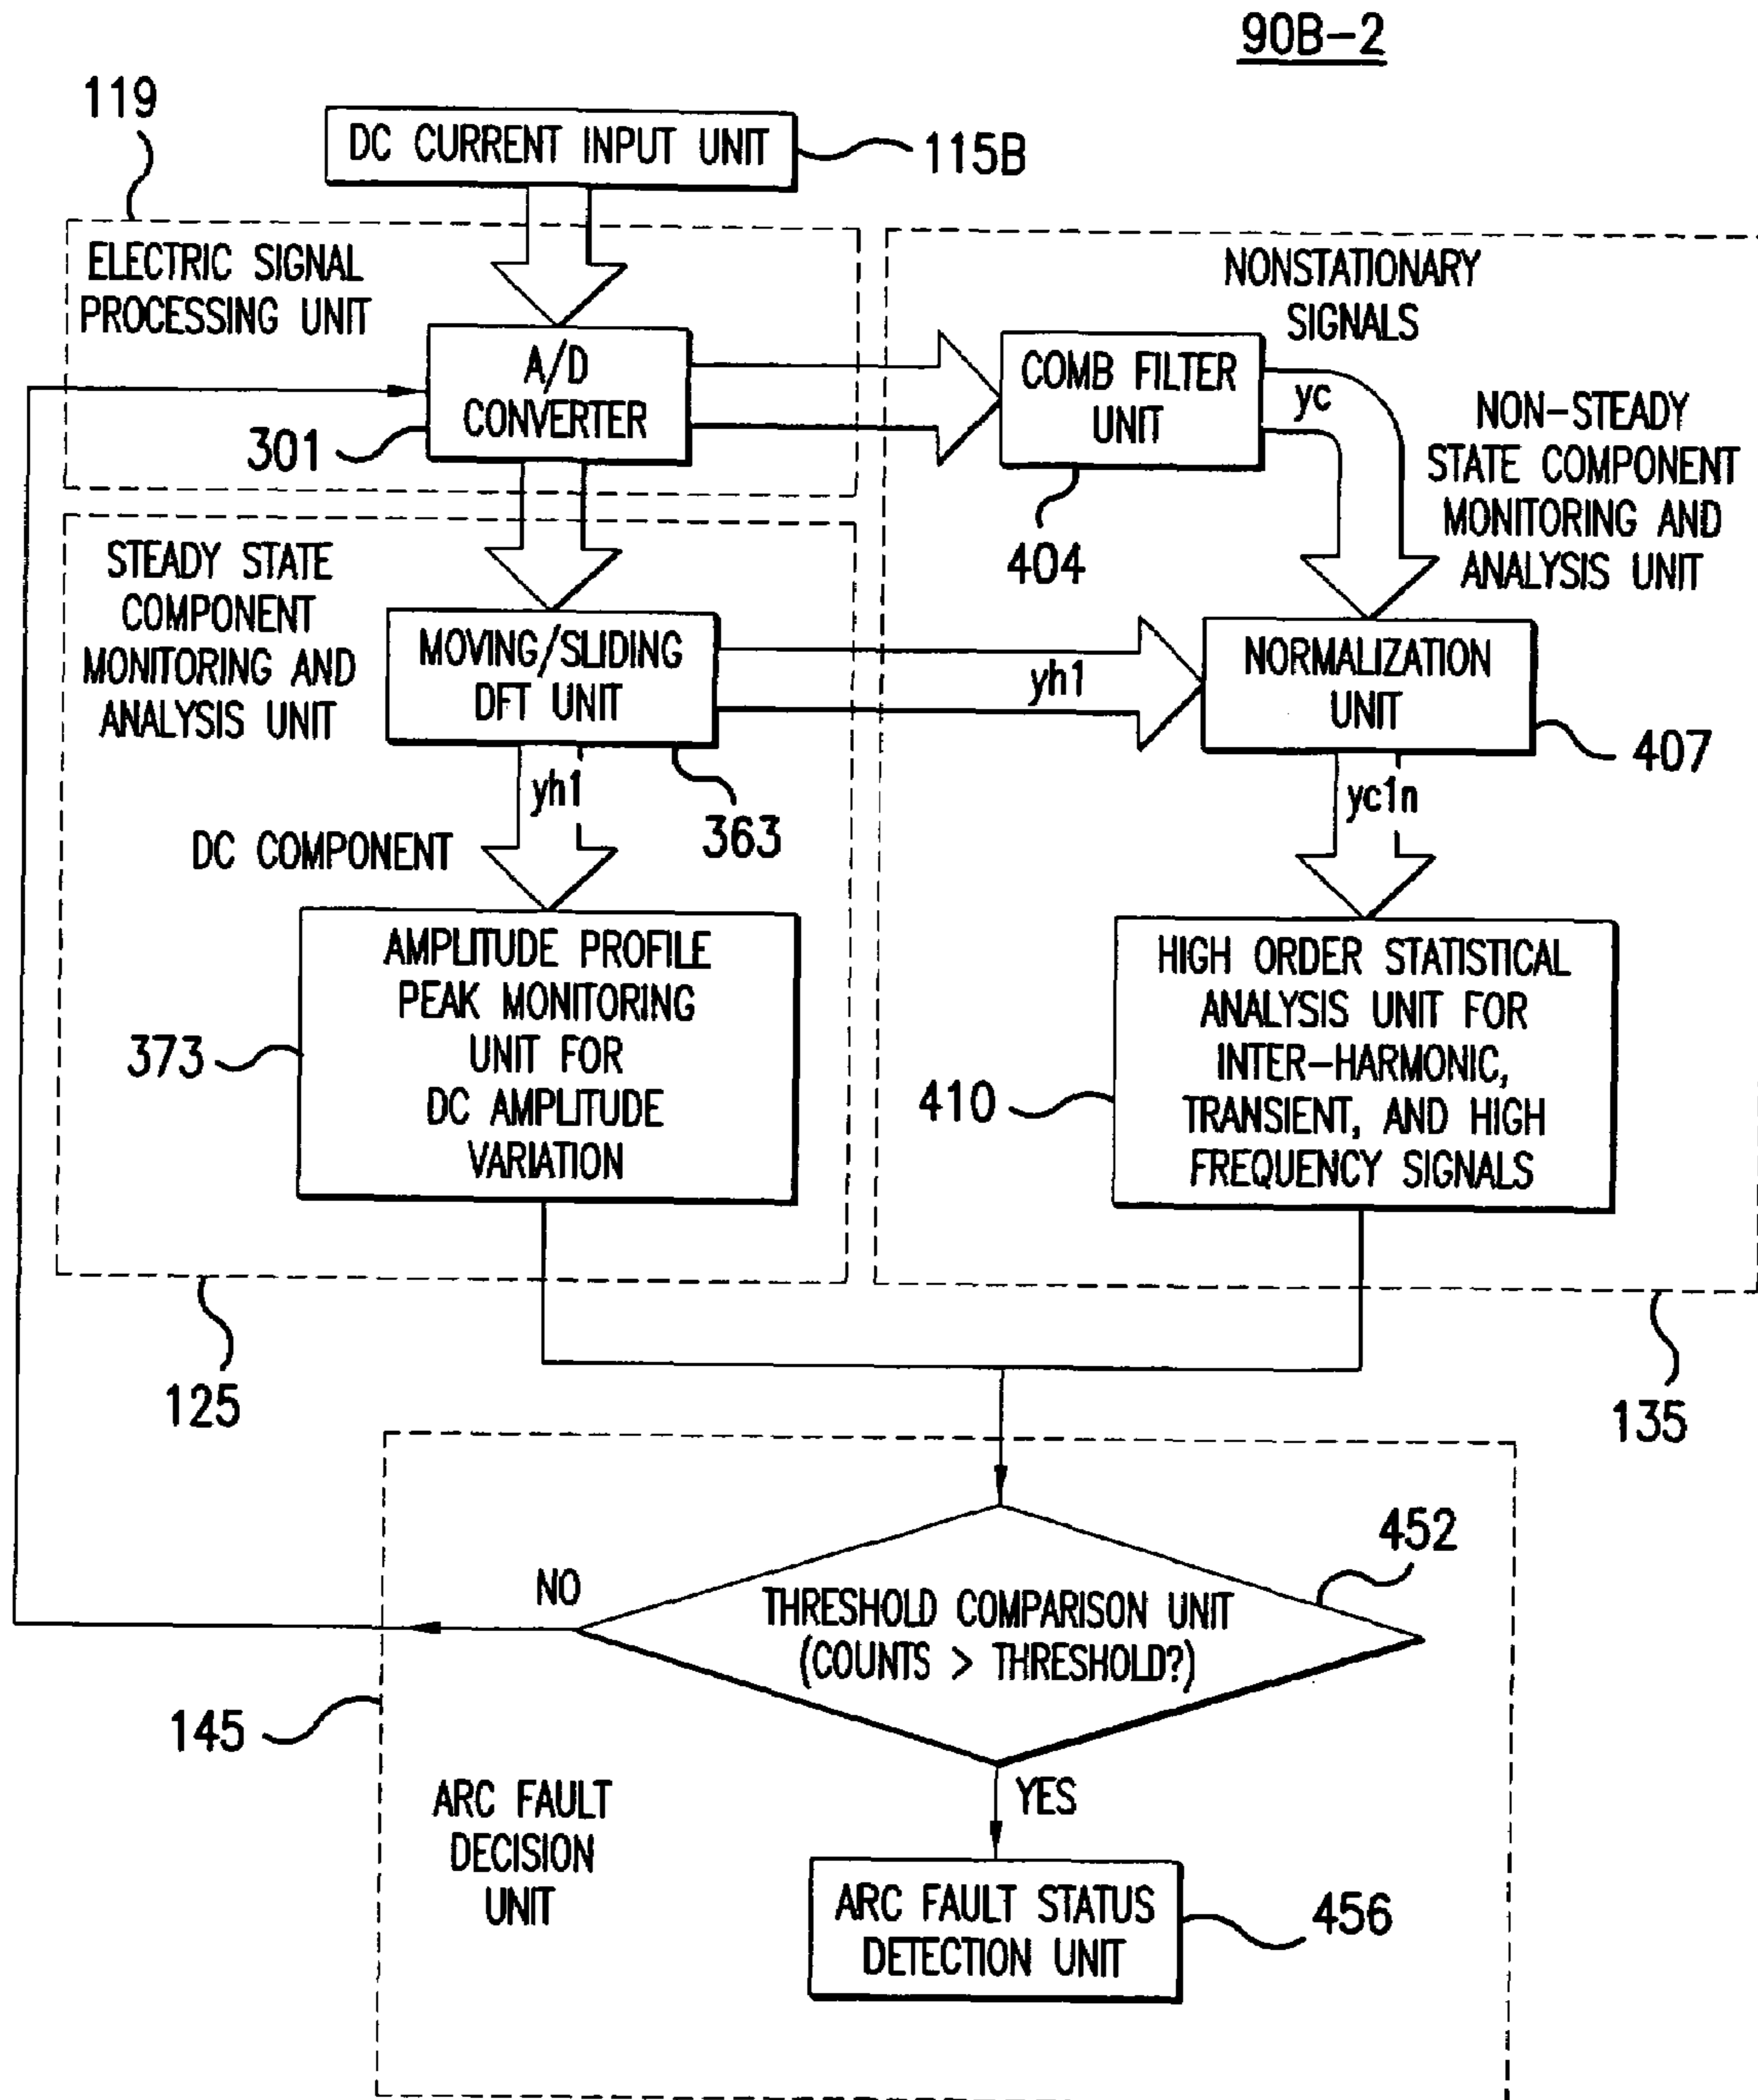 90B-2
119
DC CURRENT INPUT UNIT
115B
ELECTRIC SIGNAL
PROCESSING UNIT
A/D
CONVERTER
301
NONSTATIONARY
SIGNALS
COMB FILTER
UNIT
404
yc
NON-STEADY
STATE COMPONENT
MONITORING AND
ANALYSIS UNIT
STEADY STATE
COMPONENT
MONITORING AND
ANALYSIS UNIT
MOVING/SLIDING
DFT UNIT
363
yh1
NORMALIZATION
UNIT
407
yh1
DC COMPONENT
yc1n
AMPLITUDE PROFILE
PEAK MONITORING
UNIT FOR
DC AMPLITUDE
VARIATION
373
HIGH ORDER STATISTICAL
ANALYSIS UNIT FOR
INTER-HARMONIC,
TRANSIENT, AND HIGH
FREQUENCY SIGNALS
410
125
135
452
NO
THRESHOLD COMPARISON UNIT
(COUNTS > THRESHOLD?)
145
YES
ARC FAULT
DECISION
UNIT
ARC FAULT STATUS
DETECTION UNIT
456